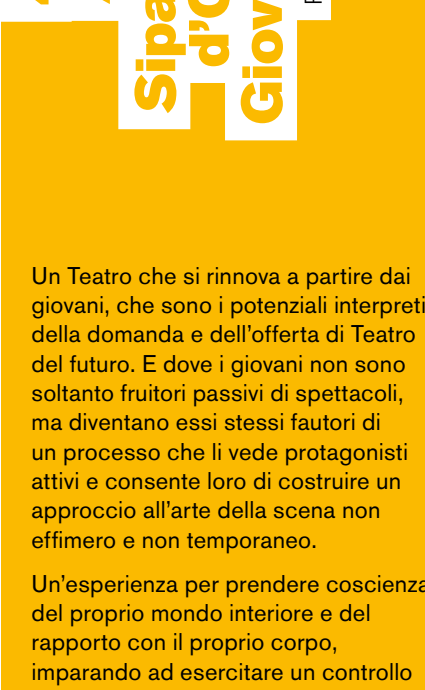 Sipa
d'O
Giov
Un Teatro che si rinnova a partire dai
giovani, che sono i potenziali interpreti
della domanda e dell'offerta di Teatro
del futuro. E dove i giovani non sono
soltanto fruitori passivi di spettacoli,
ma diventano essi stessi fautori di
un processo che li vede protagonisti
attivi e consente loro di costruire un
approccio all'arte della scena non
effimero e non temporaneo.
Un'esperienza per prendere coscienza
del proprio mondo interiore e del
rapporto con il proprio corpo,
imparando ad esercitare un controllo